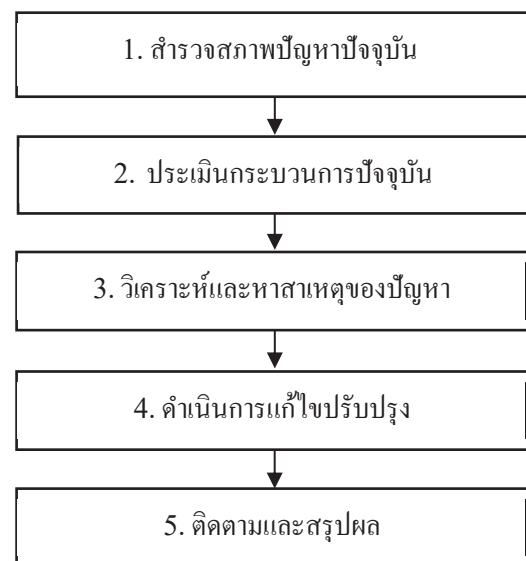 1. สำรวจสภาพปัญหาปัจจุบัน
2. ประเมินกระบวนการปัจจุบัน
3. วิเคราะห์และหาสาเหตุของปัญหา
4. ดำเนินการแก้ไขปรับปรุง
5. ติดตามและสรุปผล